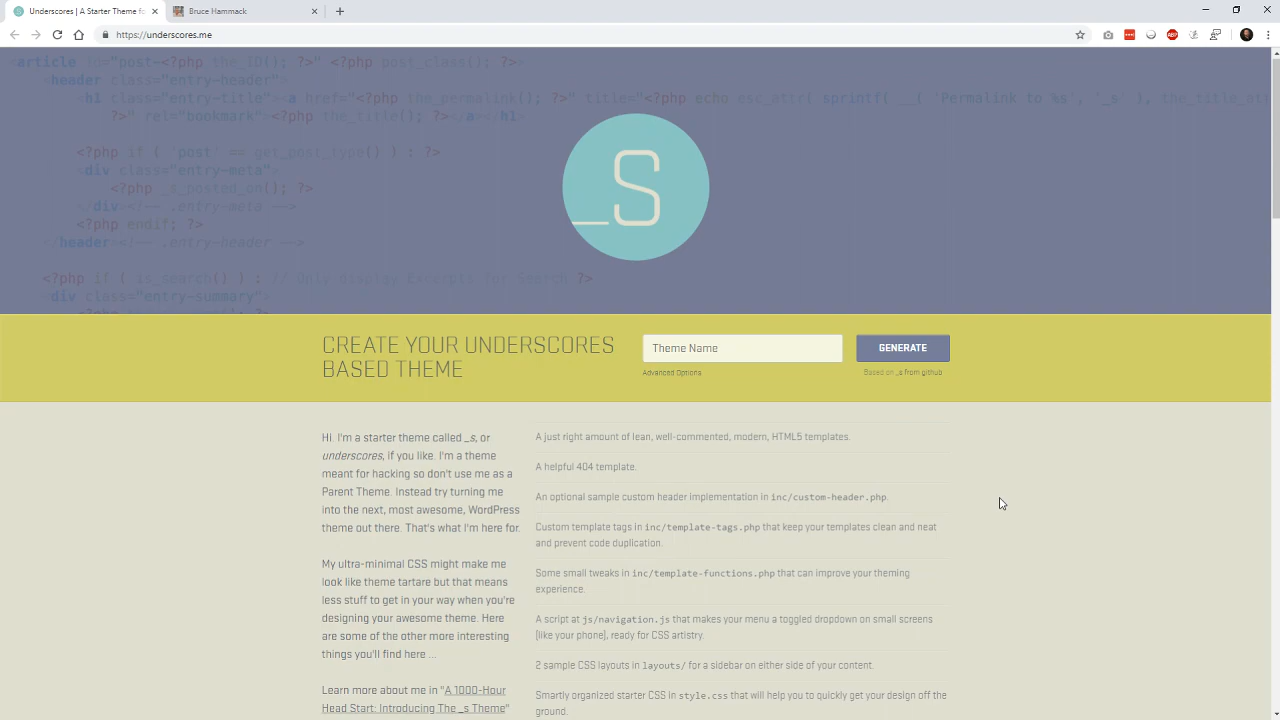 Underscores | A Starter Theme fo
Bruce Hammack
https://underscores.me
ABP
<article id="post-<?php the_ID(); ?>" <?php post_class(); ?>
<header class="entry-header">
<h1 class="entry-title"><a href="<?php the_permalink(); ?>" title="<?php echo esc_attr( sprintf( __( 'Permalink to %s', '_s' ), the_title_att
?>" rel="bookmark"><?php the_title(); ?></a></h1>
<?php if ( 'post' == get_post_type() ) : ?>
<div class="entry-meta">
<?php _s_posted_on(); ?>
</div><!-- .entry-meta -->
<?php endif; ?>
</header><!-- .entry-header -->
<?php if ( is_search() ) : // Only display Excerpts for Search ?>
<div class="entry-summary">
_S
CREATE YOUR UNDERSCORES
BASED THEME
Theme Name
GENERATE
Advanced Options
Based on _s from github
Hi. I'm a starter theme called _s, or
underscores, if you like. I'm a theme
meant for hacking so don't use me as a
Parent Theme. Instead try turning me
into the next, most awesome, WordPress
theme out there. That's what I'm here for.
My ultra-minimal CSS might make me
look like theme tartare but that means
less stuff to get in your way when you're
designing your awesome theme. Here
are some of the other more interesting
things you'll find here ...
Learn more about me in "A 1000-Hour
Head Start: Introducing The _s Theme"
A just right amount of lean, well-commented, modern, HTML5 templates.
A helpful 404 template.
An optional sample custom header implementation in inc/custom-header.php.
Custom template tags in inc/template-tags.php that keep your templates clean and neat
and prevent code duplication.
Some small tweaks in inc/template-functions.php that can improve your theming
experience.
A script at js/navigation.js that makes your menu a toggled dropdown on small screens
(like your phone), ready for CSS artistry.
2 sample CSS layouts in layouts/ for a sidebar on either side of your content.
Smartly organized starter CSS in style.css that will help you to quickly get your design off the
ground.